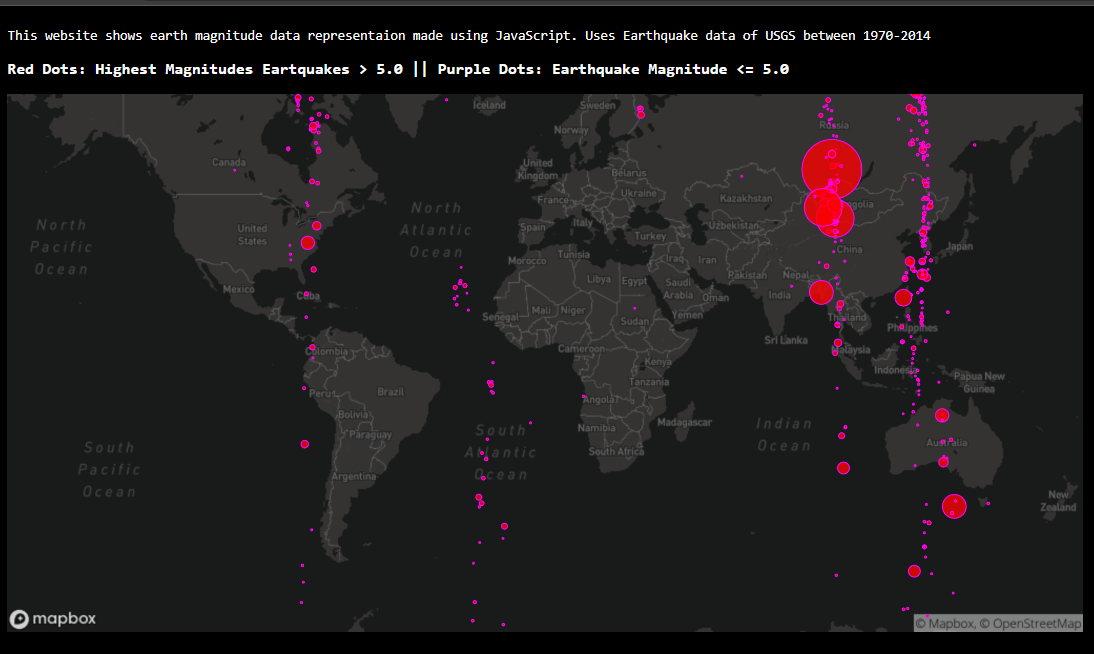 This website shows earth magnitude data representaion made using JavaScript. Uses Earthquake data of USGS between 1970-2014
Red Dots: Highest Magnitudes Eartquakes > 5.0 || Purple Dots: Earthquake Magnitude <= 5.0
Iceland
Sweden
Russia
Norway
Canada
United
Kingdom
Belarus
Ukraine
Kazakhstan
ngolia
France
North
Pacific
Ocean
North
Atlantic
Ocean
United
States
Spain
Italy
Turkey
Uzbekistan
China
Japan
Morocco
Tunisia
Iraq
Iran
Pakistan
Nepal
Libya
Egypt
Saudi
Arabia
Oman
India
Mexico
Cuba
Mali
Niger
Senegal
Sudan
Yemen
Thailand
Philippines
Sri Lanka
Malaysia
Colombia
Cameroon
Kenya
Indonesia
Papua New
Guinea
Peru
Brazil
Tanzania
Angola
Bolivia
Namibia
Madagascar
Indian
Ocean
Paraguay
South
Atlantic
Ocean
South Africa
Australia
South
Pacific
Ocean
Argentina
New
Zealand
mapbox
© Mapbox, © OpenStreetMap